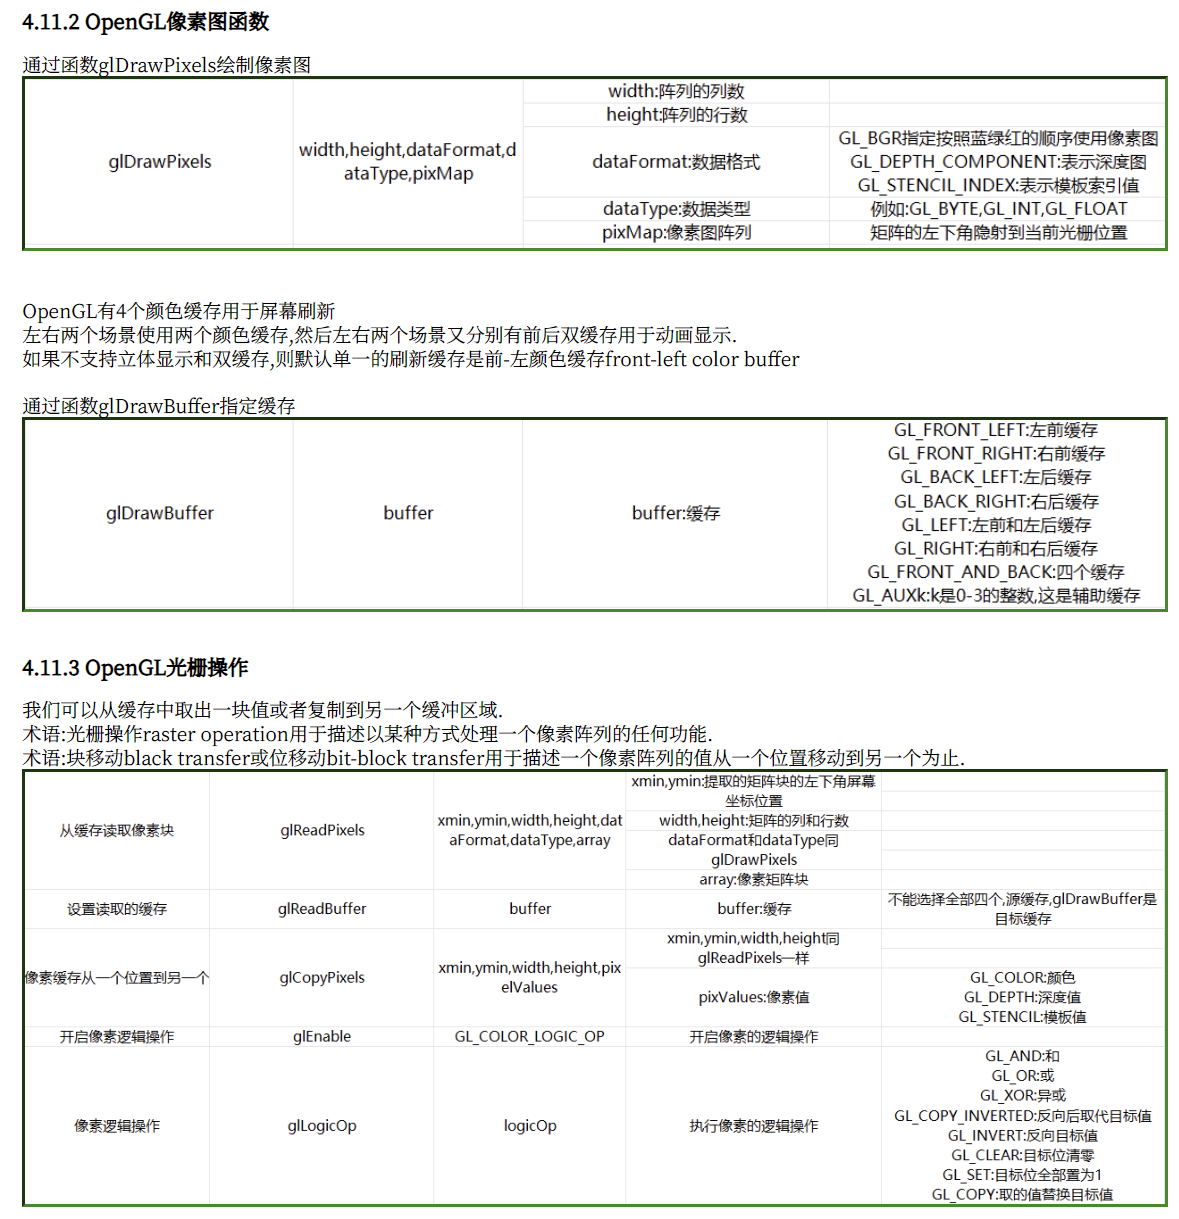 4.11.2 OpenGL像素图函数
通过函数glDrawPixels绘制像素图
glDrawPixels
width,height,dataFormat,d
ataType,pixMap
width:阵列的列数
height:阵列的行数
dataFormat:数据格式
GL_BGR指定按照蓝绿红的顺序使用像素图
GL_DEPTH_COMPONENT:表示深度图
GL_STENCIL_INDEX:表示模板索引值
dataType:数据类型
例如:GL_BYTE,GL_INT,GL_FLOAT
pixMap:像素图阵列
矩阵的左下角隐射到当前光栅位置
OpenGL有4个颜色缓存用于屏幕刷新
左右两个场景使用两个颜色缓存,然后左右两个场景又分别有前后双缓存用于动画显示.
如果不支持立体显示和双缓存,则默认单一的刷新缓存是前-左颜色缓存front-left color buffer
通过函数glDrawBuffer指定缓存
glDrawBuffer
buffer
buffer:缓存
GL_FRONT_LEFT:左前缓存
GL_FRONT_RIGHT:右前缓存
GL_BACK_LEFT:左后缓存
GL_BACK_RIGHT:右后缓存
GL_LEFT:左前和左后缓存
GL_RIGHT:右前和右后缓存
GL_FRONT_AND_BACK:四个缓存
GL_AUXk:k是0-3的整数,这是辅助缓存
4.11.3 OpenGL光栅操作
我们可以从缓存中取出一块值或者复制到另一个缓冲区域.
术语:光栅操作raster operation用于描述以某种方式处理一个像素阵列的任何功能.
术语:块移动black transfer或位移动bit-block transfer用于描述一个像素阵列的值从一个位置移动到另一个为止.
从缓存读取像素块
glReadPixels
xmin,ymin,width,height,dat
aFormat,dataType,array
xmin,ymin:提取的矩阵块的左下角屏幕
坐标位置
width,height:矩阵的列和行数
dataFormat和dataType同
glDrawPixels
array:像素矩阵块
设置读取的缓存
glReadBuffer
buffer
buffer:缓存
不能选择全部四个,源缓存,glDrawBuffer是
目标缓存
像素缓存从一个位置到另一个
glCopyPixels
xmin,ymin,width,height,pix
elValues
xmin,ymin,width,height同
glReadPixels一样
pixValues:像素值
GL_COLOR:颜色
GL_DEPTH:深度值
GL_STENCIL:模板值
开启像素逻辑操作
glEnable
GL_COLOR_LOGIC_OP
开启像素的逻辑操作
像素逻辑操作
glLogicOp
logicOp
执行像素的逻辑操作
GL_AND:和
GL_OR:或
GL_XOR:异或
GL_COPY_INVERTED:反向后取代目标值
GL_INVERT:反向目标值
GL_CLEAR:目标位清零
GL_SET:目标位全部置为1
GL_COPY:取的值替换目标值